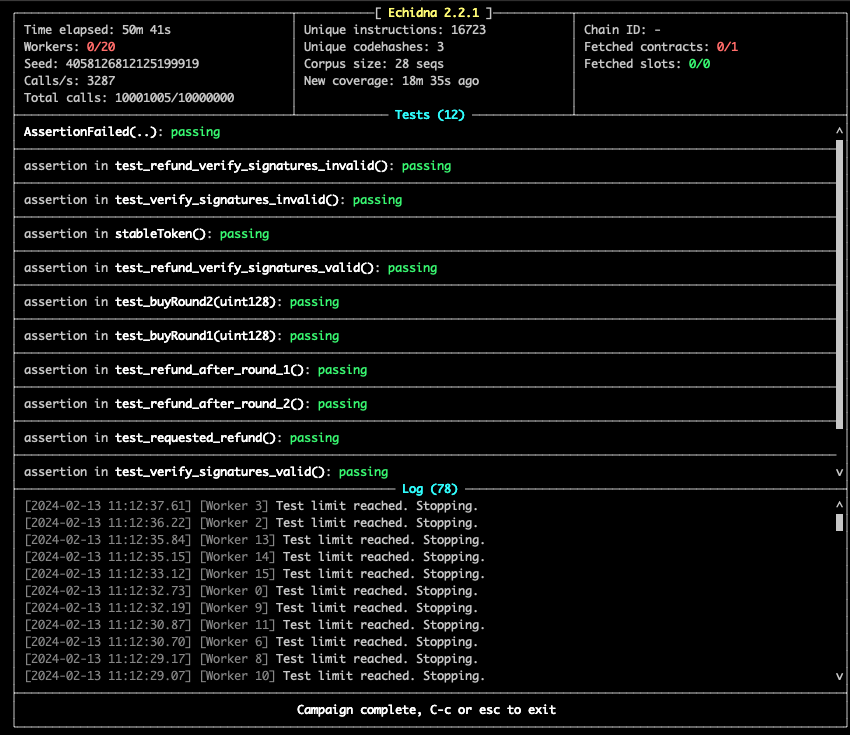 [ Echidna 2.2.1 ]
Time elapsed: 50m 41s
Workers: 0/20
Seed: 4058126812125199919
Calls/s: 3287
Total calls: 10001005/10000000
Unique instructions: 16723
Unique codehashes: 3
Corpus size: 28 seqs
New coverage: 18m 35s ago
Chain ID: -
Fetched contracts: 0/1
Fetched slots: 0/0
Tests (12)
AssertionFailed(..): passing
assertion in test_refund_verify_signatures_invalid(): passing
assertion in test_verify_signatures_invalid(): passing
assertion in stableToken(): passing
assertion in test_refund_verify_signatures_valid(): passing
assertion in test_buyRound2(uint128): passing
assertion in test_buyRound1(uint128): passing
assertion in test_refund_after_round_1(): passing
assertion in test_refund_after_round_2(): passing
assertion in test_requested_refund(): passing
assertion in test_verify_signatures_valid(): passing
Log (78)
[2024-02-13 11:12:37.61] [Worker 3] Test limit reached. Stopping.
[2024-02-13 11:12:36.22] [Worker 2] Test limit reached. Stopping.
[2024-02-13 11:12:35.84] [Worker 13] Test limit reached. Stopping.
[2024-02-13 11:12:35.15] [Worker 14] Test limit reached. Stopping.
[2024-02-13 11:12:33.12] [Worker 15] Test limit reached. Stopping.
[2024-02-13 11:12:32.73] [Worker 0] Test limit reached. Stopping.
[2024-02-13 11:12:32.19] [Worker 9] Test limit reached. Stopping.
[2024-02-13 11:12:30.87] [Worker 11] Test limit reached. Stopping.
[2024-02-13 11:12:30.70] [Worker 6] Test limit reached. Stopping.
[2024-02-13 11:12:29.17] [Worker 8] Test limit reached. Stopping.
[2024-02-13 11:12:29.07] [Worker 10] Test limit reached. Stopping.
Campaign complete, C-c or esc to exit